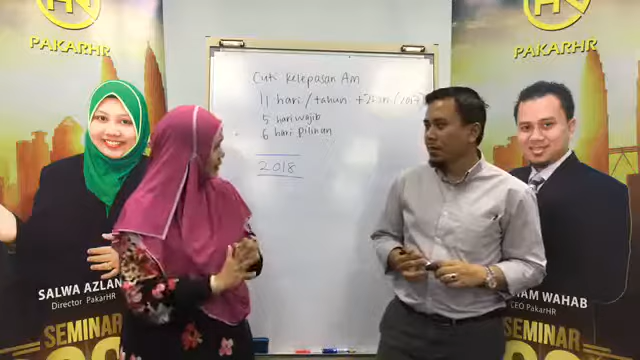 PAKARHR
PAKARHR
Cuti Kelepasan Am
11 hari/tahun +
5 hari wajib
6 hari pilihan
2018
SALWA AZLAN
Director PakarHR
WAHAB
CEO PakarHR
SEMINAR
SEMINAR